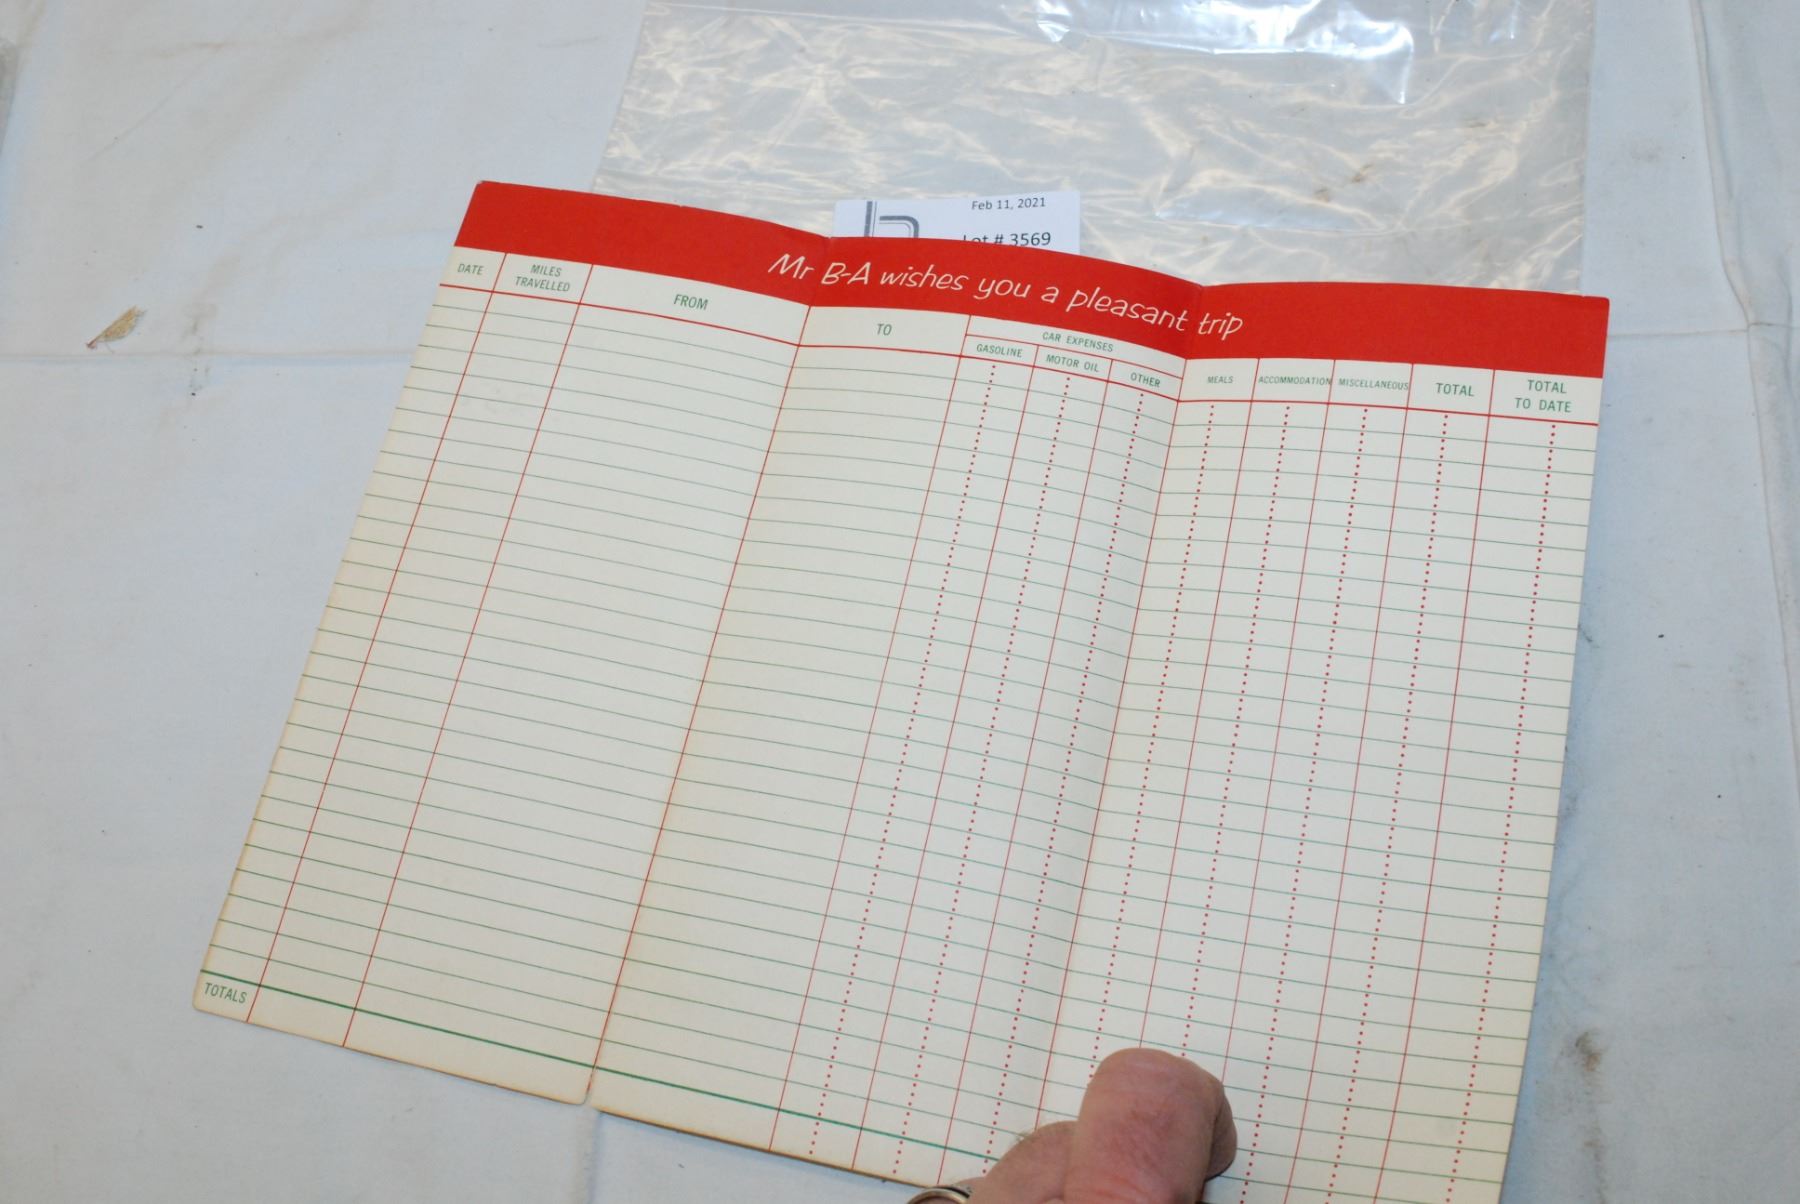 Feb 11, 2021
Lot # 3569
Mr B-A wishes you a pleasant trip
DATE
MILES
TRAVELLED
FROM
TO
CAR EXPENSES
GASOLINE
MOTOR OIL
OTHER
MEALS
ACCOMMODATION
MISCELLANEOUS
TOTAL
TOTAL
TO DATE
TOTALS